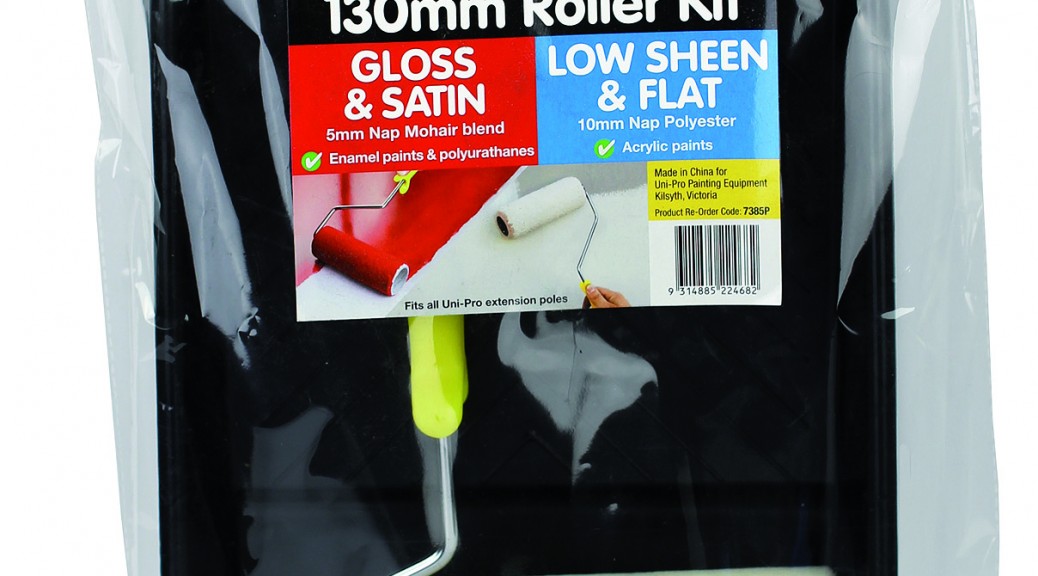 130mm Roller Kit
GLOSS
& SATIN
5mm Nap Mohair blend
Enamel paints & polyurathanes
LOW SHEEN
& FLAT
10mm Nap Polyester
Acrylic paints
Made in China for
Uni-Pro Painting Equipment
Kilsyth, Victoria
Product Re-Order Code: 7385P
9 314885 224682
Fits all Uni-Pro extension poles